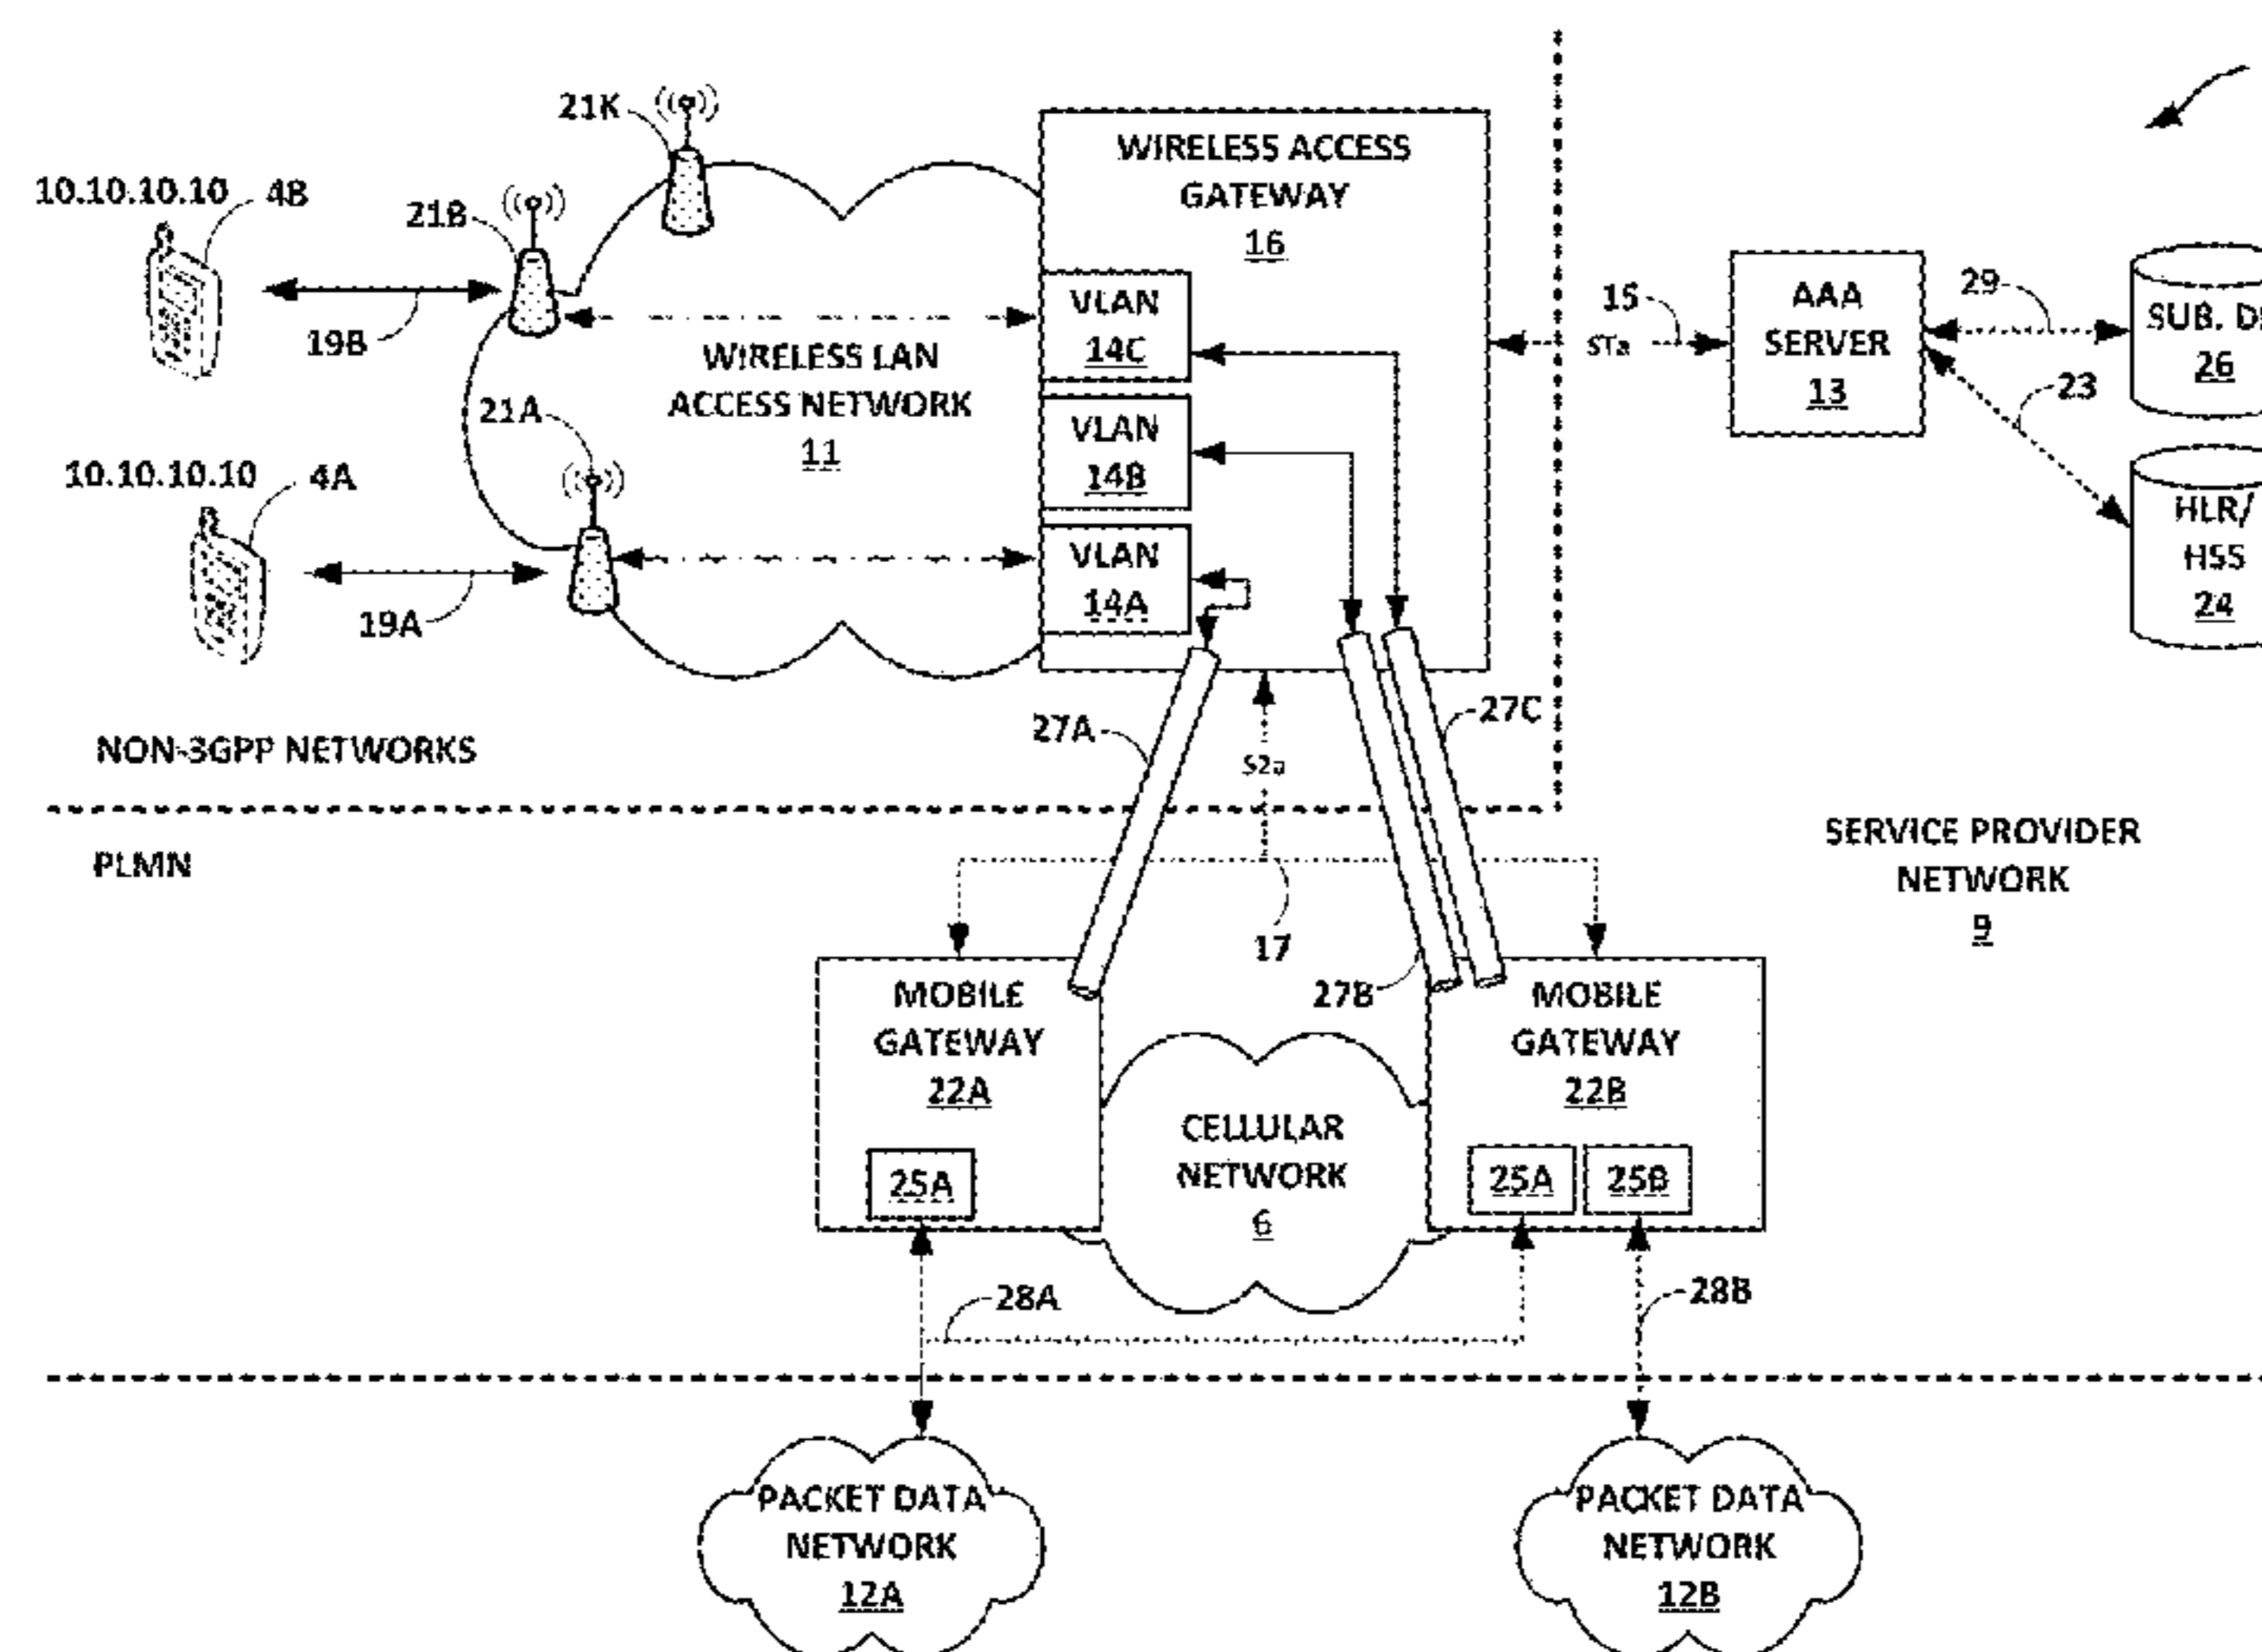 21K
WIRELESS ACCESS
GATEWAY
16
10.10.10.10
4B
21B
19B
WIRELESS LAN
ACCESS NETWORK
11
VLAN
14C
VLAN
14B
VLAN
14A
21A
10.10.10.10
4A
19A
15
STa
AAA
SERVER
13
29
23
SUB.
26
HLR/
HSS
24
27A
S2a
27C
NON-3GPP NETWORKS
PLMN
SERVICE PROVIDER
NETWORK
9
17
27B
MOBILE
GATEWAY
22A
25A
MOBILE
GATEWAY
22B
25A
25B
CELLULAR
NETWORK
6
28A
28B
PACKET DATA
NETWORK
12A
PACKET DATA
NETWORK
12B